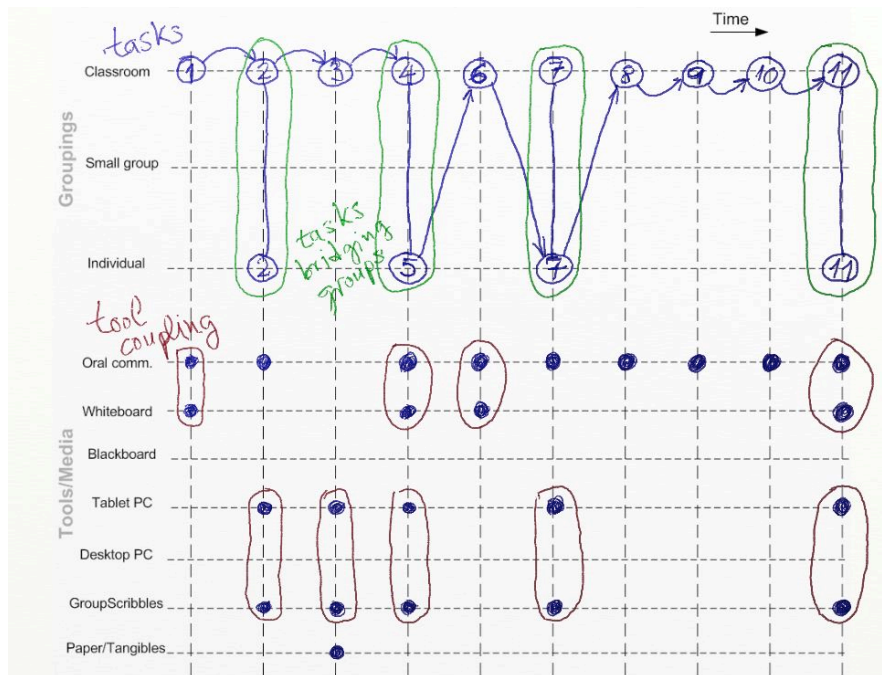 Time
tasks
Classroom
1 2 3 4 6 7 8 9 10 11
Groupings
Small group
tasks
bridging
groups
Individual
2 5 7 11
tool
coupling
Oral comm.
Whiteboard
Blackboard
Tools/Media
Tablet PC
Desktop PC
GroupScribbles
Paper/Tangibles